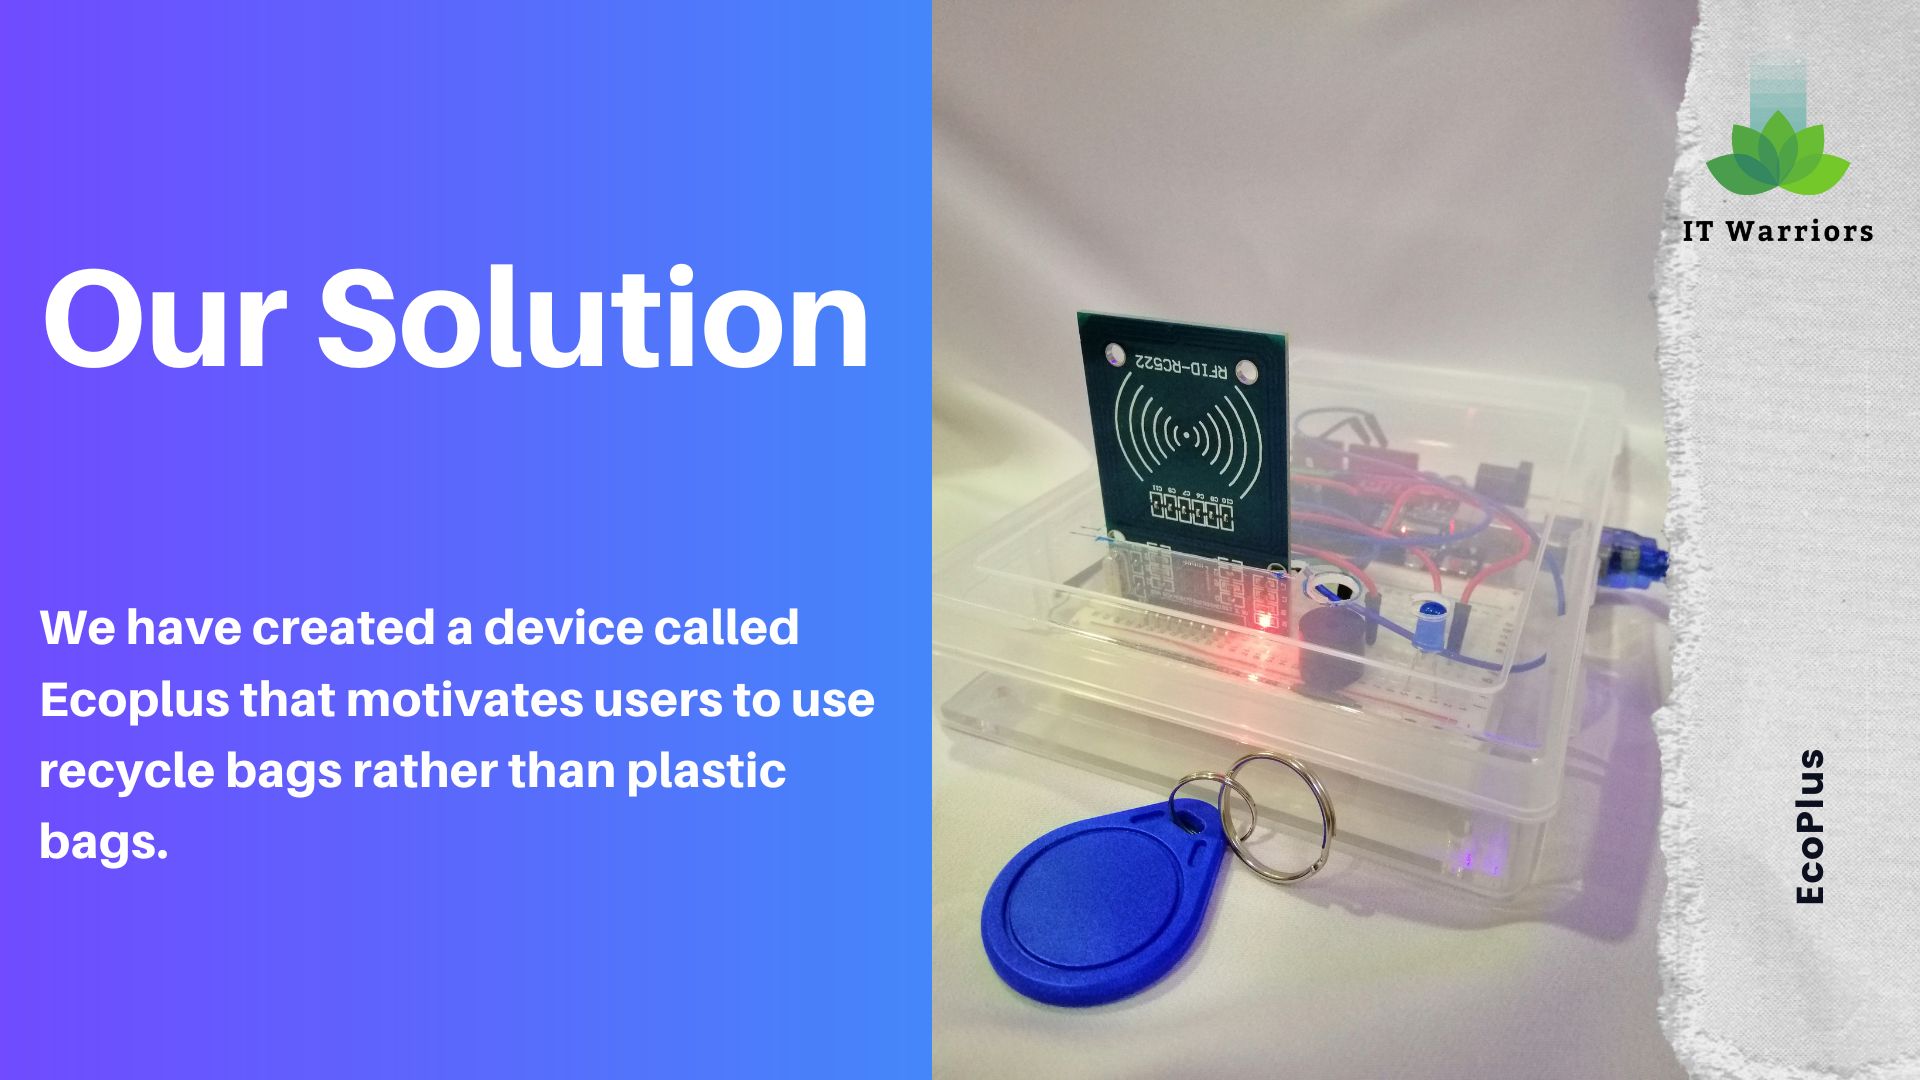 Our Solution
We have created a device called
Ecoplus that motivates users to use
recycle bags rather than plastic
bags.
RFID-RC522
IT Warriors
EcoPlus